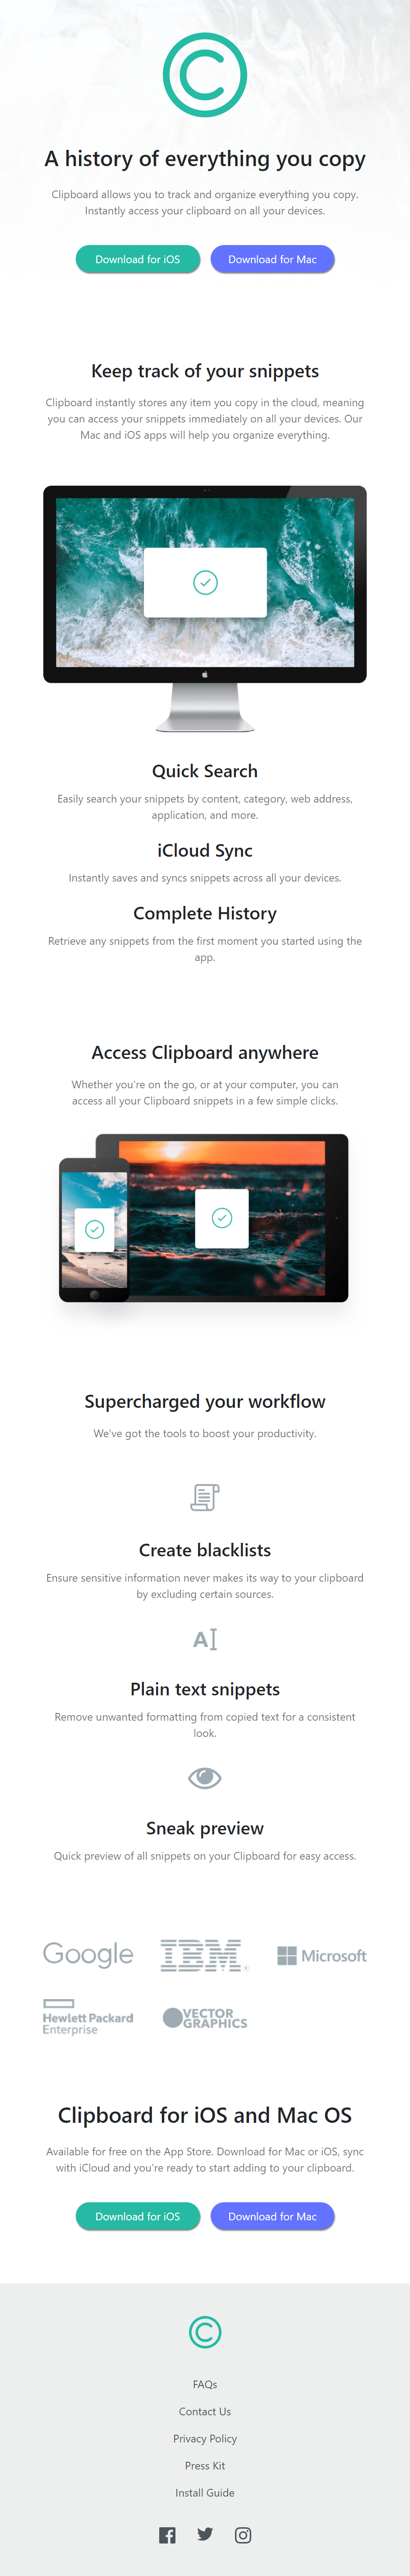 A history of everything you copy
Clipboard allows you to track and organize everything you copy.
Instantly access your clipboard on all your devices.
Download for iOS
Download for Mac
Keep track of your snippets
Clipboard instantly stores any item you copy in the cloud, meaning
you can access your snippets immediately on all your devices. Our
Mac and iOS apps will help you organize everything.
Quick Search
Easily search your snippets by content, category, web address,
application, and more.
iCloud Sync
Instantly saves and syncs snippets across all your devices.
Complete History
Retrieve any snippets from the first moment you started using the
app.
Access Clipboard anywhere
Whether you're on the go, or at your computer, you can
access all your Clipboard snippets in a few simple clicks.
Supercharged your workflow
We've got the tools to boost your productivity.
Create blacklists
Ensure sensitive information never makes its way to your clipboard
by excluding certain sources.
A
Plain text snippets
Remove unwanted formatting from copied text for a consistent
look.
Sneak preview
Quick preview of all snippets on your Clipboard for easy access.
Google
IBM
Microsoft
Hewlett Packard
Enterprise
VECTOR
GRAPHICS
Clipboard for iOS and Mac OS
Available for free on the App Store. Download for Mac or iOS, sync
with iCloud and you're ready to start adding to your clipboard.
Download for iOS
Download for Mac
FAQs
Contact Us
Privacy Policy
Press Kit
Install Guide